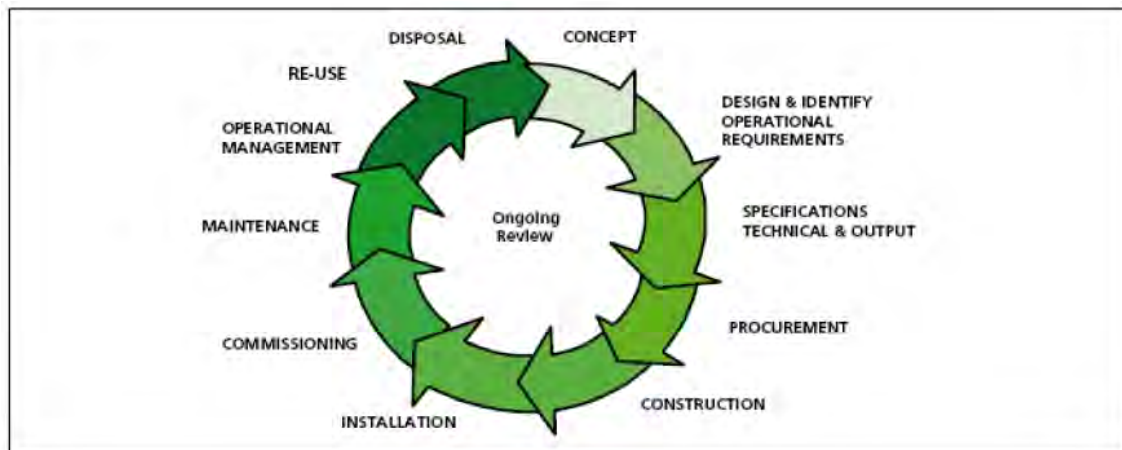 DISPOSAL
CONCEPT
RE-USE
DESIGN & IDENTIFY
OPERATIONAL
REQUIREMENTS
OPERATIONAL
MANAGEMENT
MAINTENANCE
Ongoing
Review
SPECIFICATIONS
TECHNICAL & OUTPUT
PROCUREMENT
COMMISSIONING
CONSTRUCTION
INSTALLATION